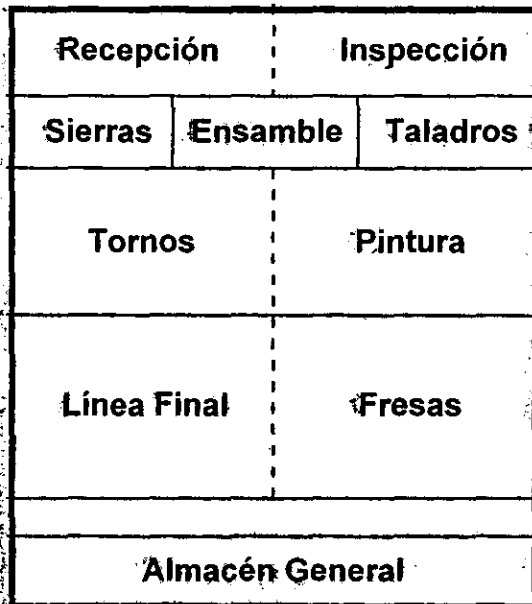 Recepción Inspección
Sierras Ensamble Taladros
Tornos Pintura
Línea Final Fresas
Almacén General